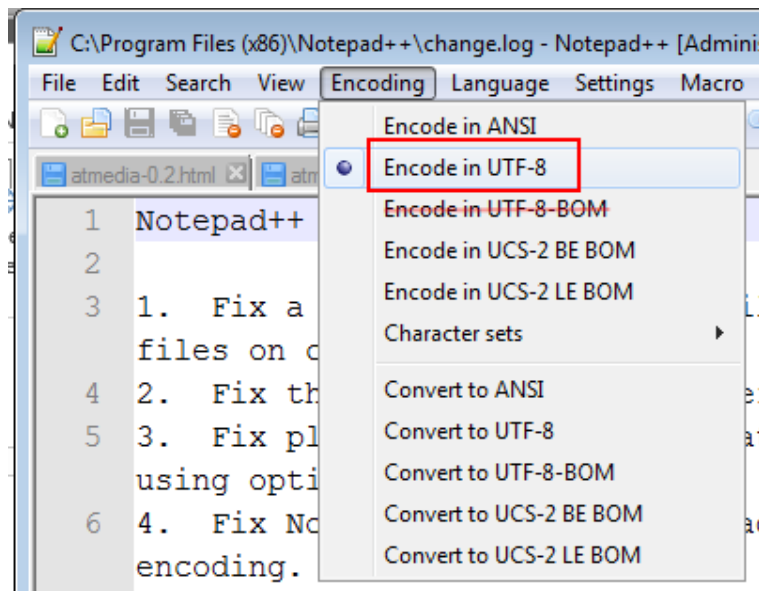 C:\Program Files (x86)\Notepad++\change.log - Notepad++ [Adminis
File Edit Search View Encoding Language Settings Macro
Encode in ANSI
atmedia-0.2.html atm
Encode in UTF-8
Encode in UTF-8-BOM
Encode in UCS-2 BE BOM
Encode in UCS-2 LE BOM
Character sets
Convert to ANSI
Convert to UTF-8
Convert to UTF-8-BOM
Convert to UCS-2 BE BOM
Convert to UCS-2 LE BOM
1 Notepad++
2
3 1. Fix a
files on
4 2. Fix th
5 3. Fix pl
using opti
6 4. Fix No
encoding.